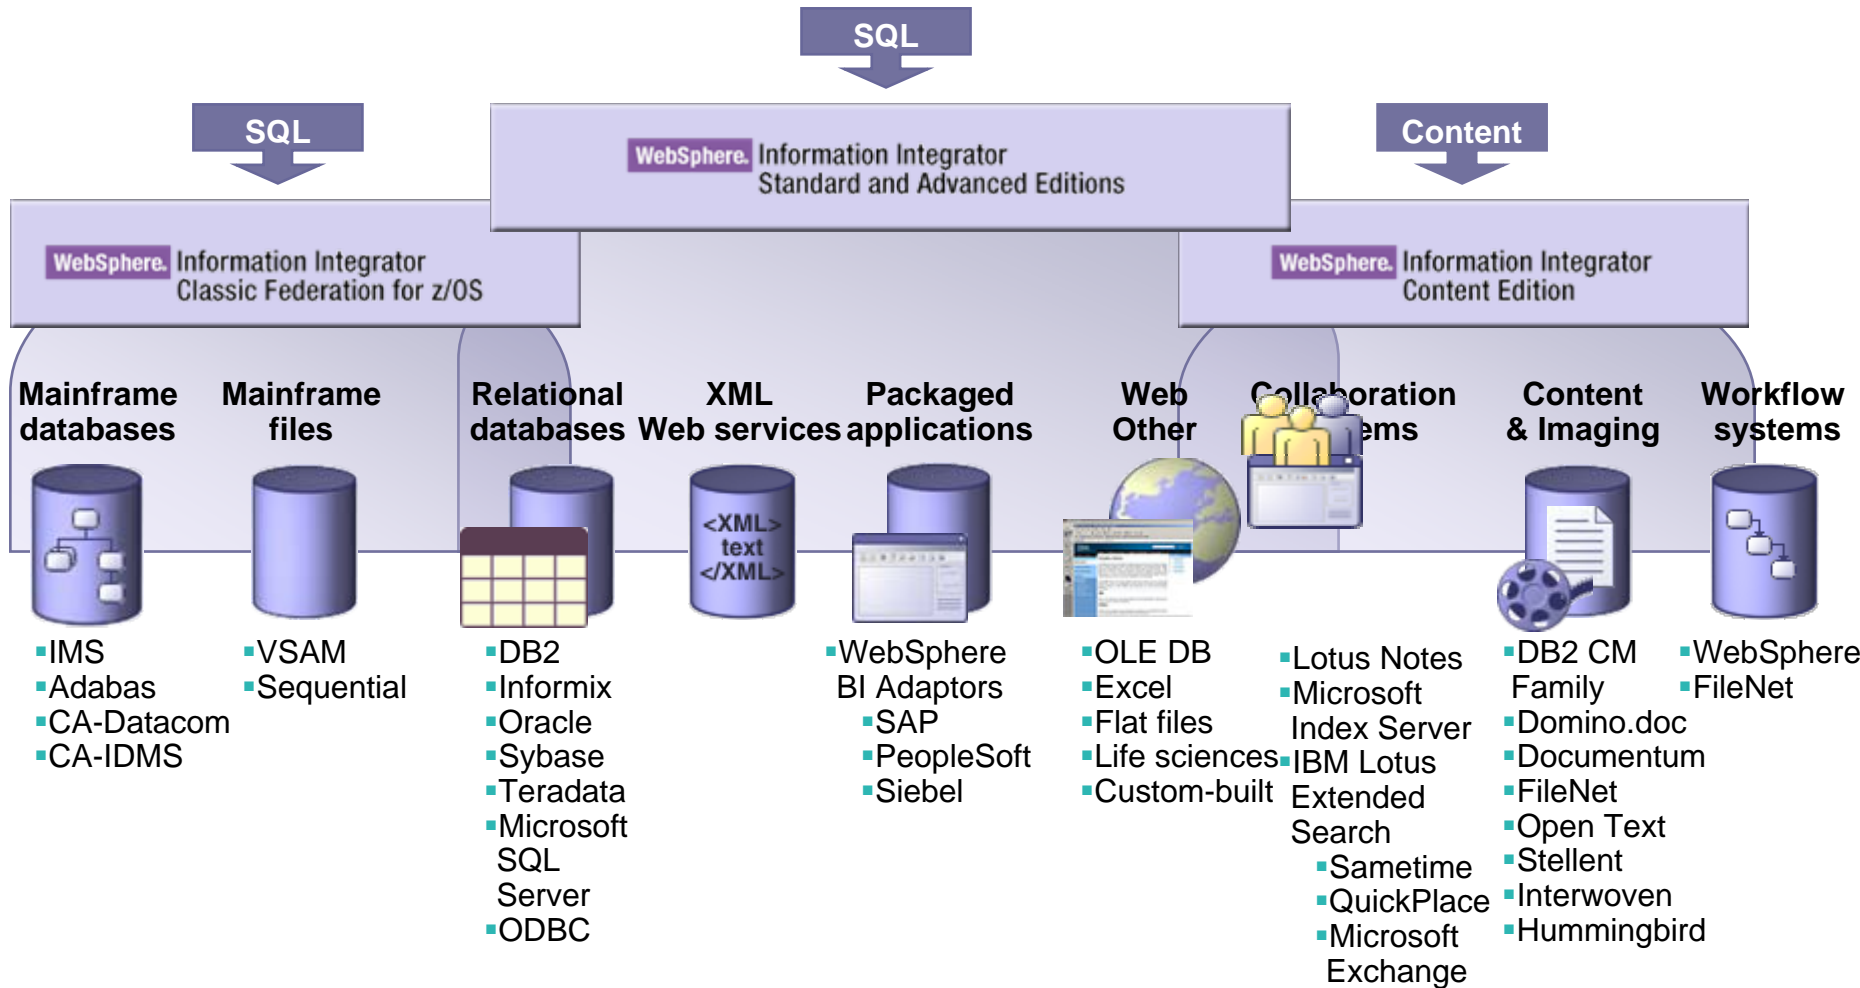 SQL
SQL
Content
WebSphere. Information Integrator
Standard and Advanced Editions
WebSphere. Information Integrator
Classic Federation for z/OS
WebSphere. Information Integrator
Content Edition
Mainframe
databases
Mainframe
files
Relational
databases
XML
Web services
Packaged
applications
Web
Other
Collaboration
ems
Content
& Imaging
Workflow
systems
<XML>
text
</XML>
▪IMS
▪Adabas
▪CA-Datacom
▪CA-IDMS
▪VSAM
▪Sequential
▪DB2
▪Informix
▪Oracle
▪Sybase
▪Teradata
▪Microsoft
SQL
Server
▪ODBC
▪WebSphere
BI Adaptors
▪SAP
▪PeopleSoft
▪Siebel
▪OLE DB
▪Excel
▪Flat files
▪Life sciences
▪Custom-built
▪Lotus Notes
▪Microsoft
Index Server
▪IBM Lotus
Extended
Search
▪Sametime
▪QuickPlace
▪Microsoft
Exchange
▪DB2 CM
Family
▪Domino.doc
▪Documentum
▪FileNet
▪Open Text
▪Stellent
▪Interwoven
▪Hummingbird
▪WebSphere
▪FileNet